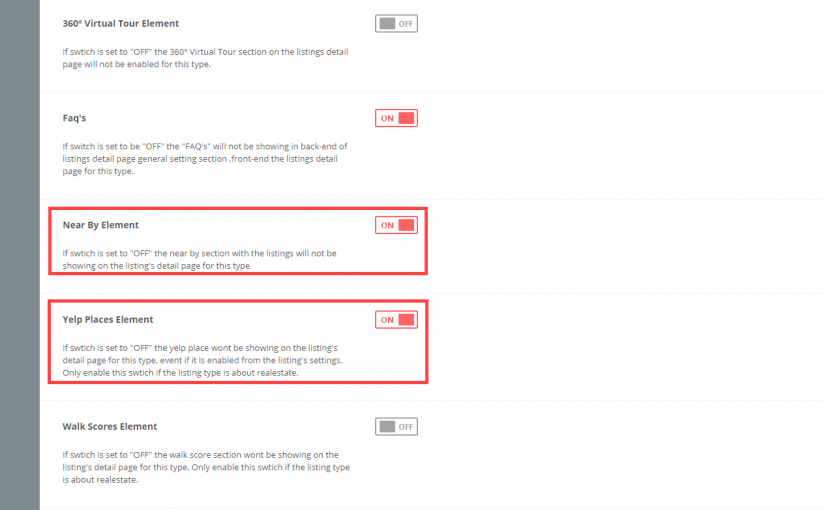 360° Virtual Tour Element
OFF
If swtich is set to "OFF" the 360° Virtual Tour section on the listings detail
page will not be enabled for this type.
Faq's
ON
If switch is set to be "OFF" the "FAQ's" will not be showing in back-end of
listings detail page general setting section ,front-end the listings detail
page for this type.
Near By Element
ON
If swtich is set to "OFF" the near by section with the listings will not be
showing on the listing's detail page for this type
Yelp Places Element
ON
If swtich is set to "OFF" the yelp place wont be showing on the listing's
detail page for this type, event if it is enabled from the listing's settings.
Only enable this swtich if the listing type is about realestate.
Walk Scores Element
OFF
If swtich is set to "OFF" the walk score section wont be showing on the
listing's detail page for this type. Only enable this swtich if the listing type
is about realestate.